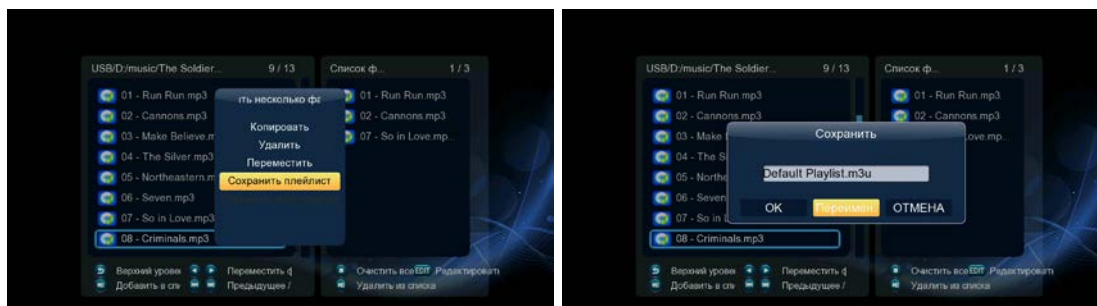 USB/D:/music/The Soldier... 9 / 13 Список ф... 1 / 3
01 - Run Run.mp3
02 - Cannons.mp3
03 - Make Believe.m
04 - The Silver.mp3
05 - Northeastern.m
06 - Seven.mp3
07 - So in Love.mp3
08 - Criminals.mp3
ить несколько фа
Копировать
Удалить
Переместить
Сохранить плейлист
01 - Run Run.mp3
02 - Cannons.mp3
07 - So in Love.mp...
Верхний уровен Переместить ф Очистить все EDIT Редактировать
Добавить в спи Предыдущее / Удалить из списка
USB/D:/music/The Soldier... 9 / 13 Список ф... 1 / 3
01 - Run Run.mp3
02 - Cannons.mp3
03 - Make
04 - The S
05 - Northe
06 - Seven
07 - So in L
08 - Criminals.mp3
01 - Run Run.mp3
02 - Cannons.mp3
Love.mp...
Сохранить
Default Playlist.m3u
OK Переимен ОТМЕНА
Верхний уровен Переместить ф Очистить все EDIT Редактировать
Добавить в спи Предыдущее / Удалить из списка